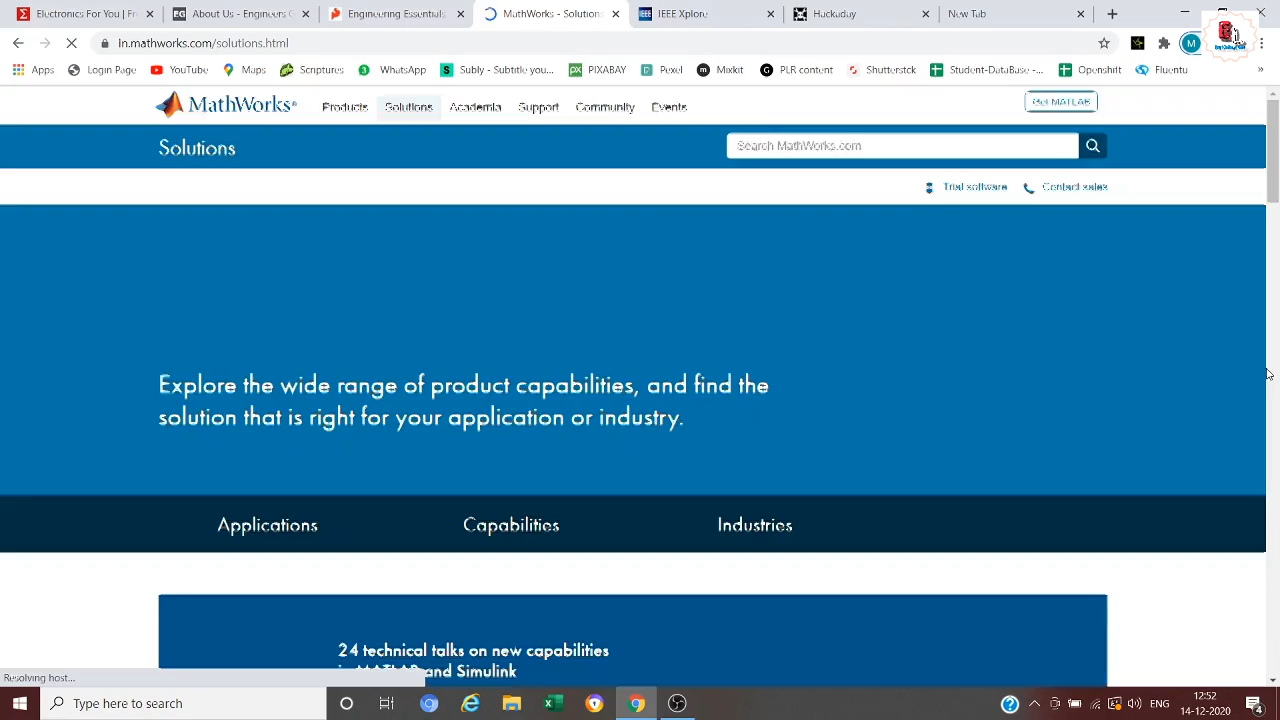 Electronics For You | Fr
About Us - Engineers G
Engineering Essentials
MathWorks - Solutions
IEEE Xplore
Hackaday
New Tab
in.mathworks.com/solutions.html
M
Apps
Login Page
YouTube
Maps
Scriptures
WhatsApp
Subly - Subtitle you...
PIXABAY
Pexel
Mixkit
PLR content
Shutterstck
Student-DataBase -...
Openshrit
Fluentu
MathWorks®
Products
Solutions
Academia
Support
Community
Events
Get MATLAB
Solutions
Search MathWorks.com
Trial software
Contact sales
Explore the wide range of product capabilities, and find the
solution that is right for your application or industry.
Applications
Capabilities
Industries
24 technical talks on new capabilities
in MATLAB and Simulink
Resolving host...
Type here to search
ENG
12:52
14-12-2020
4